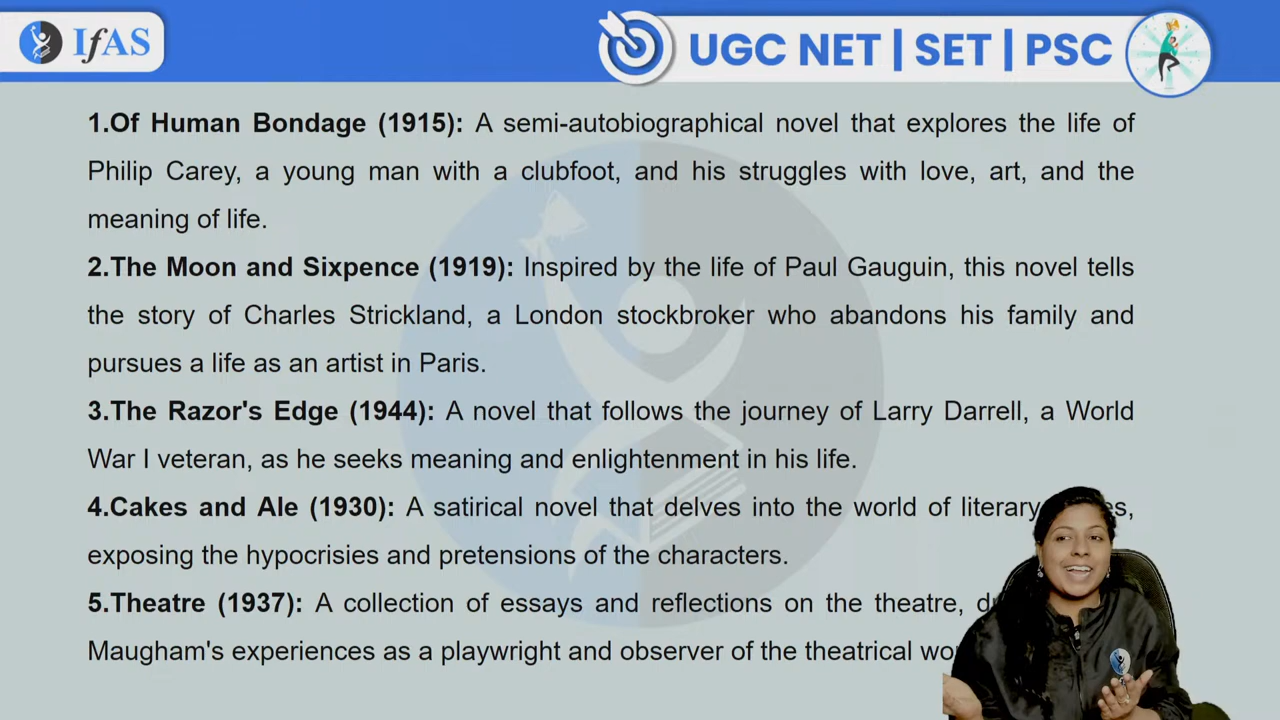 IfAS
UGC NET | SET | PSC
1.Of Human Bondage (1915): A semi-autobiographical novel that explores the life of
Philip Carey, a young man with a clubfoot, and his struggles with love, art, and the
meaning of life.
2.The Moon and Sixpence (1919): Inspired by the life of Paul Gauguin, this novel tells
the story of Charles Strickland, a London stockbroker who abandons his family and
pursues a life as an artist in Paris.
3.The Razor's Edge (1944): A novel that follows the journey of Larry Darrell, a World
War I veteran, as he seeks meaning and enlightenment in his life.
4.Cakes and Ale (1930): A satirical novel that delves into the world of literary
exposing the hypocrisies and pretensions of the characters.
5.Theatre (1937): A collection of essays and reflections on the theatre,
Maugham's experiences as a playwright and observer of the theatrical